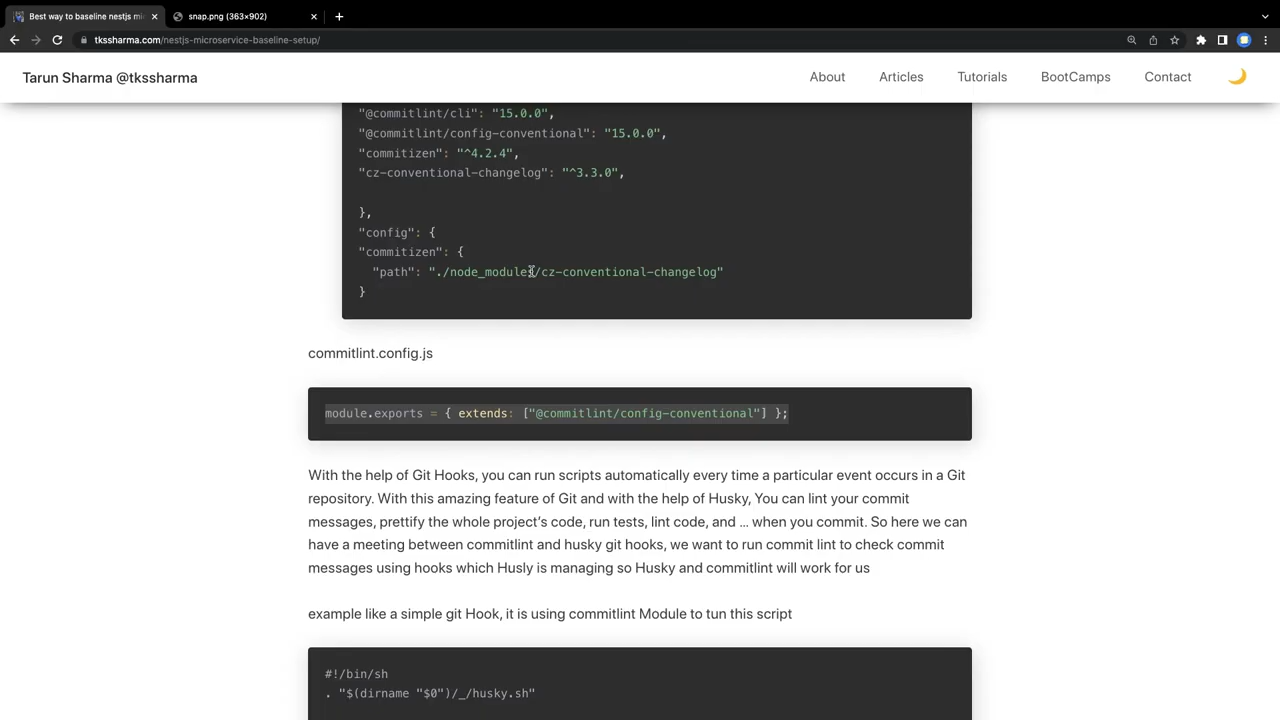 Best way to baseline nestjs mi
snap.png (363×902)
tkssharma.com/nestjs-microservice-baseline-setup/
Tarun Sharma @tkssharma
About
Articles
Tutorials
BootCamps
Contact
"@commitlint/cli": "15.0.0",
"@commitlint/config-conventional": "15.0.0",
"commitizen": "^4.2.4",
"cz-conventional-changelog": "^3.3.0",
},
"config": {
"commitizen": {
"path": "./node_modules/cz-conventional-changelog"
}
commitlint.config.js
module.exports = { extends: ["@commitlint/config-conventional"] };
With the help of Git Hooks, you can run scripts automatically every time a particular event occurs in a Git
repository. With this amazing feature of Git and with the help of Husky, You can lint your commit
messages, prettify the whole project's code, run tests, lint code, and ... when you commit. So here we can
have a meeting between commitlint and husky git hooks, we want to run commit lint to check commit
messages using hooks which Husly is managing so Husky and commitlint will work for us
example like a simple git Hook, it is using commitlint Module to tun this script
#!/bin/sh
. "$(dirname "$0")/_/husky.sh"